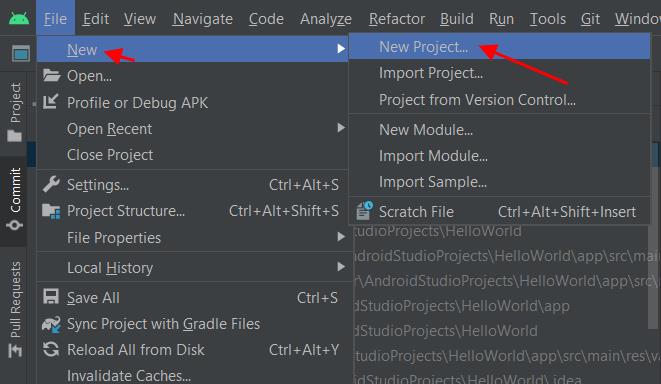 File Edit View Navigate Code Analyze Refactor Build Run Tools Git Window
New
Open...
Profile or Debug APK
Open Recent
Close Project
Settings... Ctrl+Alt+S
Project Structure... Ctrl+Alt+Shift+S
File Properties
Local History
Save All Ctrl+S
Sync Project with Gradle Files
Reload All from Disk Ctrl+Alt+Y
Invalidate Caches...
New Project...
Import Project...
Project from Version Control...
New Module...
Import Module...
Import Sample...
Scratch File Ctrl+Alt+Shift+Insert
Project
Commit
Pull Requests
StudioProjects\HelloWorld
ndroidStudioProjects\HelloWorld\app\src\mai
r\AndroidStudioProjects\HelloWorld\app\src\
dStudioProjects\HelloWorld\app
dStudioProjects\HelloWorld
StudioProjects\HelloWorld\app\src\main\res\v
dStudioProjects\HelloWorld\.idea